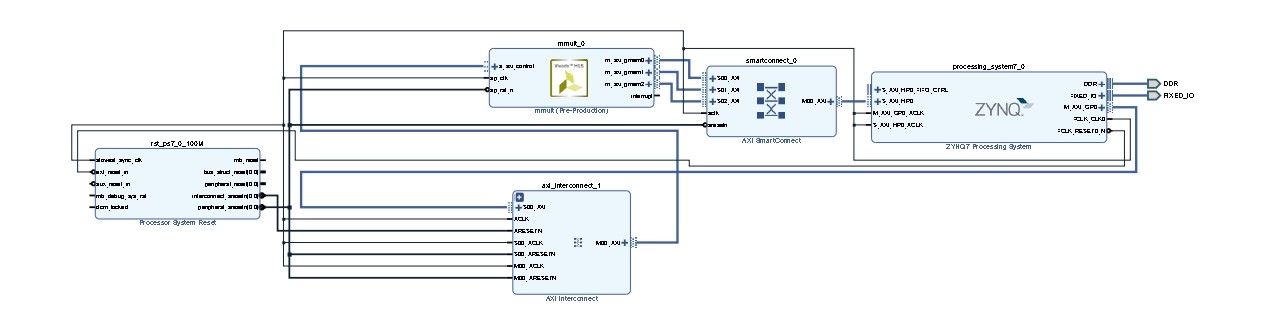 mmult_0
s_axi_control
ap_clk
ap_rst_n
m_axi_gmem0
m_axi_gmem1
m_axi_gmem2
interrupt
Vivado™ HLS
mmult (Pre-Production)
smartconnect_0
S00_AXI
S01_AXI
S02_AXI
aclk
aresetn
M00_AXI
AXI SmartConnect
processing_system7_0
S_AXI_HP0_FIFO_CTRL
S_AXI_HP0
M_AXI_GP0_ACLK
S_AXI_HP0_ACLK
ZYNQ
DDR
FIXED_IO
M_AXI_GP0
FCLK_CLK0
FCLK_RESET0_N
ZYNQ7 Processing System
DDR
FIXED_IO
rst_ps7_0_100M
slowest_sync_clk
ext_reset_in
aux_reset_in
mb_debug_sys_rst
dcm_locked
mb_reset
bus_struct_reset[0:0]
peripheral_reset[0:0]
interconnect_aresetn[0:0]
peripheral_aresetn[0:0]
Processor System Reset
axi_interconnect_1
S00_AXI
ACLK
ARESETN
S00_ACLK
S00_ARESETN
M00_ACLK
M00_ARESETN
M00_AXI
AXI Interconnect